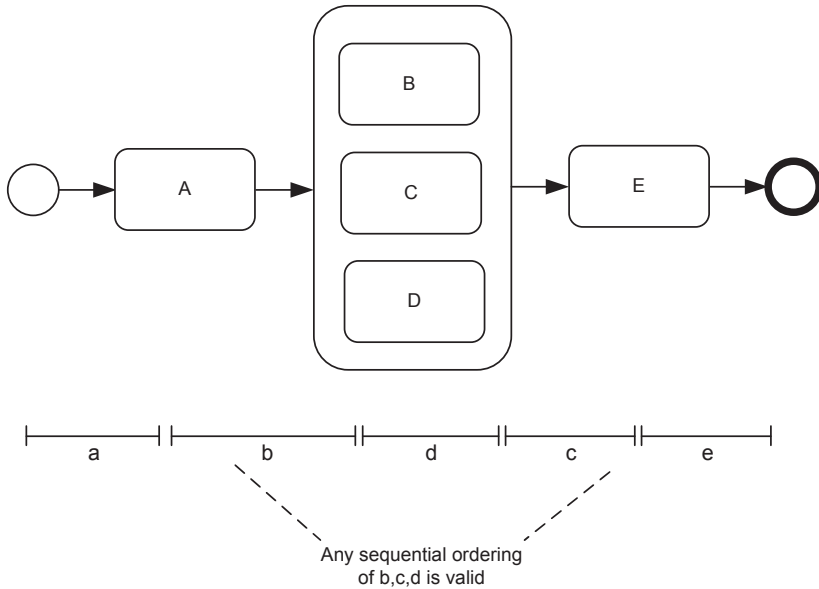 B
A
C
E
D
a b d c e
Any sequential ordering
of b,c,d is valid